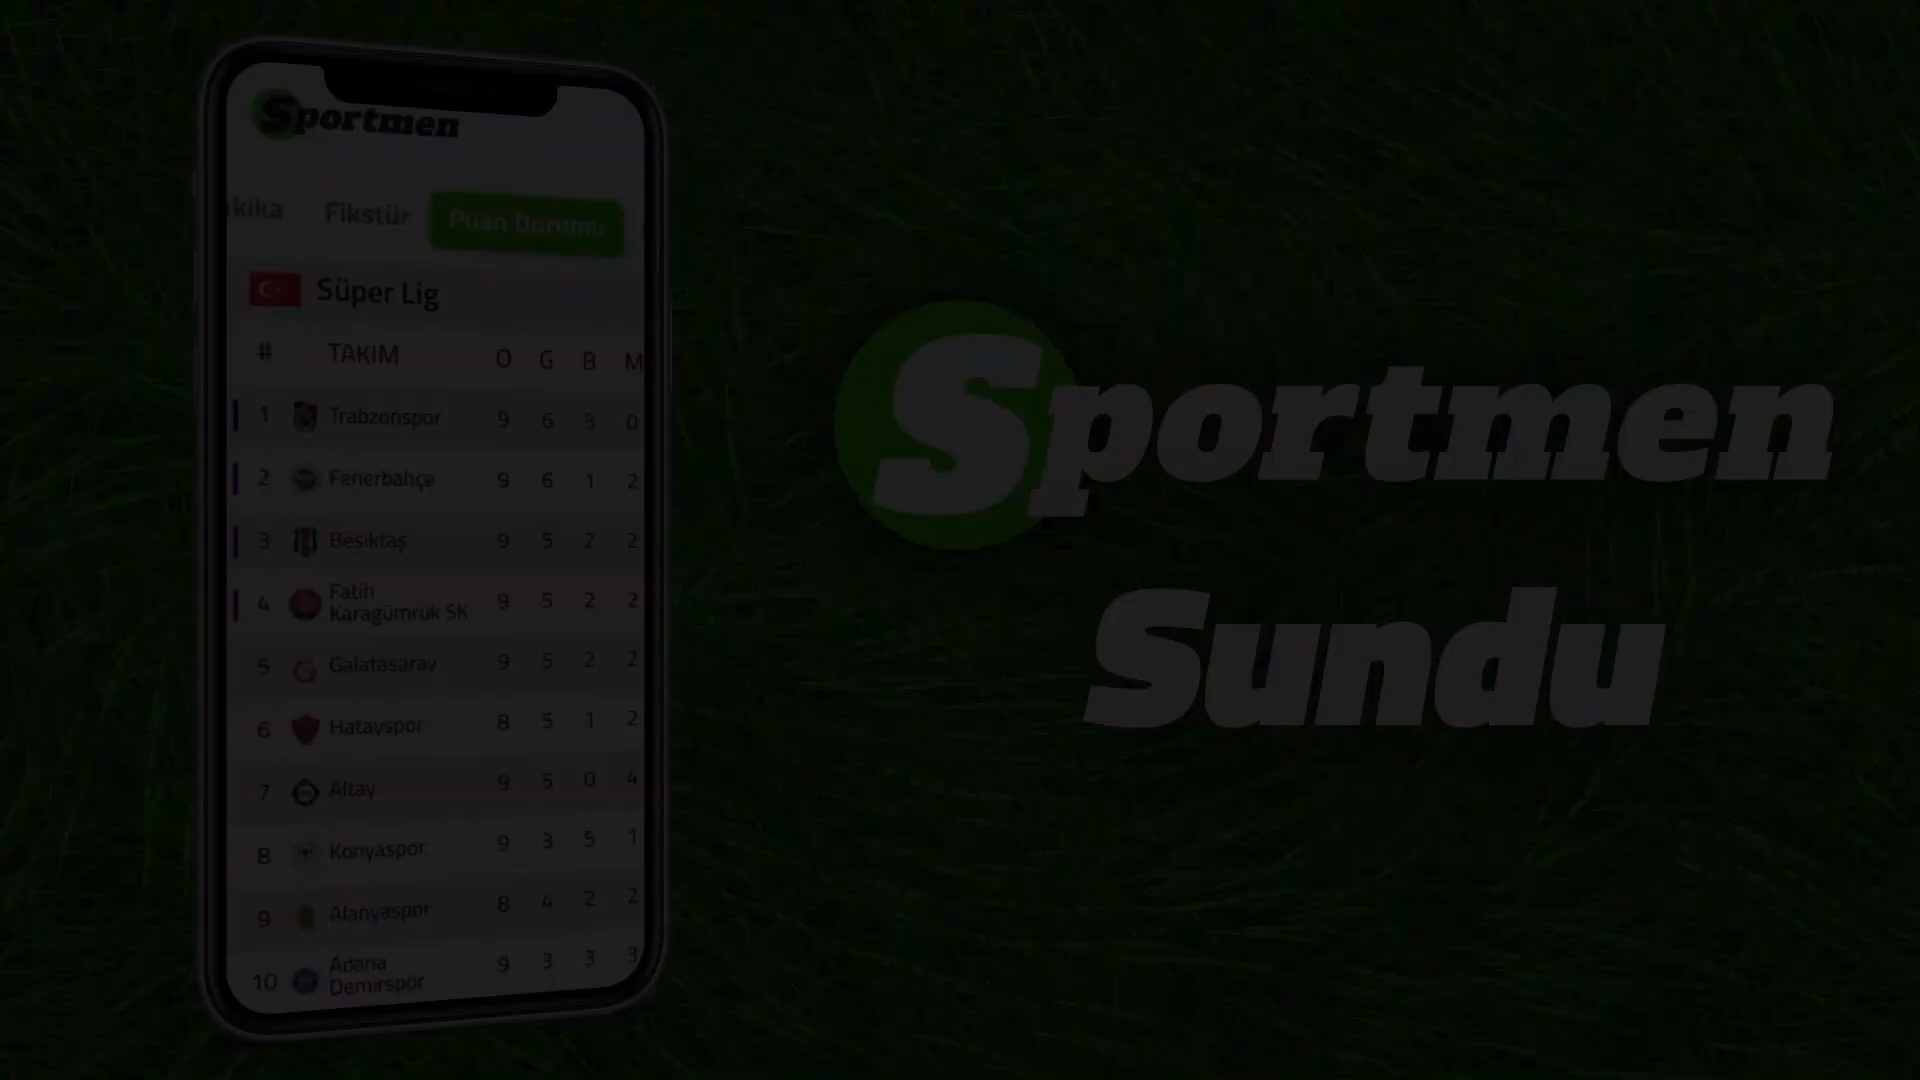 Sportmen
akika Fikstür Puan Durumu
Süper Lig
# TAKIM O G B M
1 Trabzonspor 9 6 3 0
2 Fenerbahçe 9 6 1 2
3 Beşiktaş 9 5 2 2
4 Fatih Karagümrük SK 9 5 2 2
5 Galatasaray 9 5 2 2
6 Hatayspor 8 5 1 2
7 Altay 9 5 0 4
8 Konyaspor 9 3 5 1
9 Alanyaspor 8 4 2 2
10 Adana Demirspor 9 3 3 3
Sportmen
Sundu